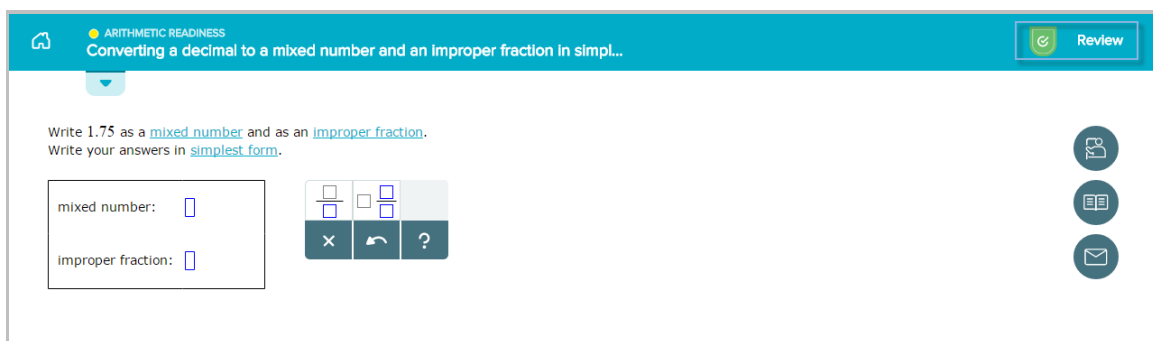 ARITHMETIC READINESS
Converting a decimal to a mixed number and an improper fraction in simpl...
Review
Write 1.75 as a mixed number and as an improper fraction.
Write your answers in simplest form.
mixed number:
improper fraction:
?